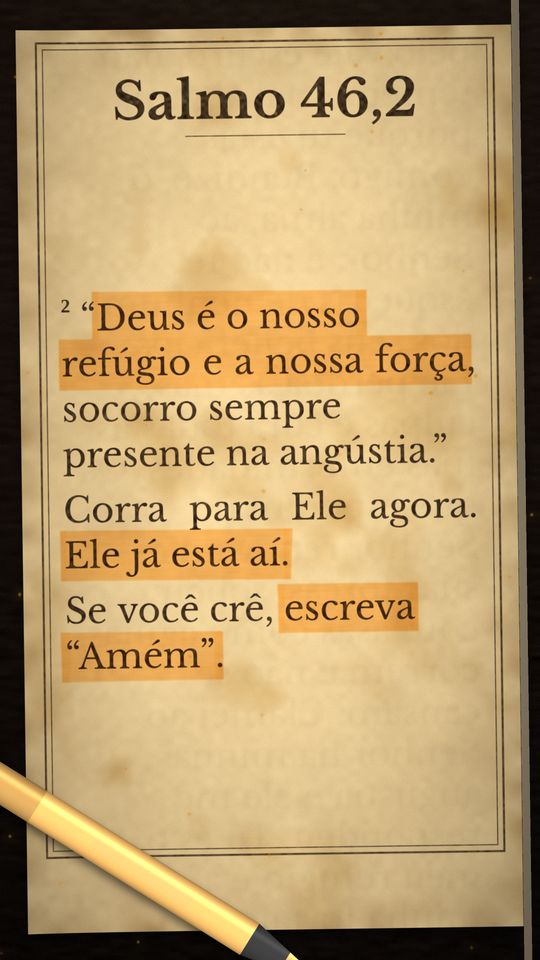 Salmo 46,2
² “Deus é o nosso
refúgio e a nossa força,
socorro sempre
presente na angústia.”
Corra para Ele agora.
Ele já está aí.
Se você crê, escreva
“Amém”.